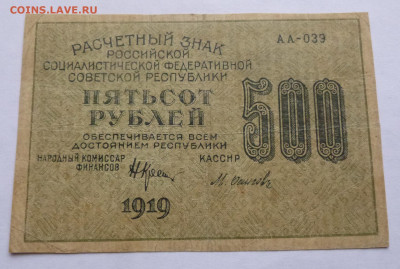 COINS.LAVE.RU
РАСЧЕТНЫЙ ЗНАК
РОССИЙСКОЙ
СОЦИАЛИСТИЧЕСКОЙ ФЕДЕРАТИВНОЙ
СОВЕТСКОЙ РЕСПУБЛИКИ
АА-039
ПЯТЬСОТ
РУБЛЕЙ
500
ОБЕСПЕЧИВАЕТСЯ ВСЕМ
ДОСТОЯНИЕМ РЕСПУБЛИКИ
НАРОДНЫЙ КОМИССАР
ФИНАНСОВ
КАССИР
1919